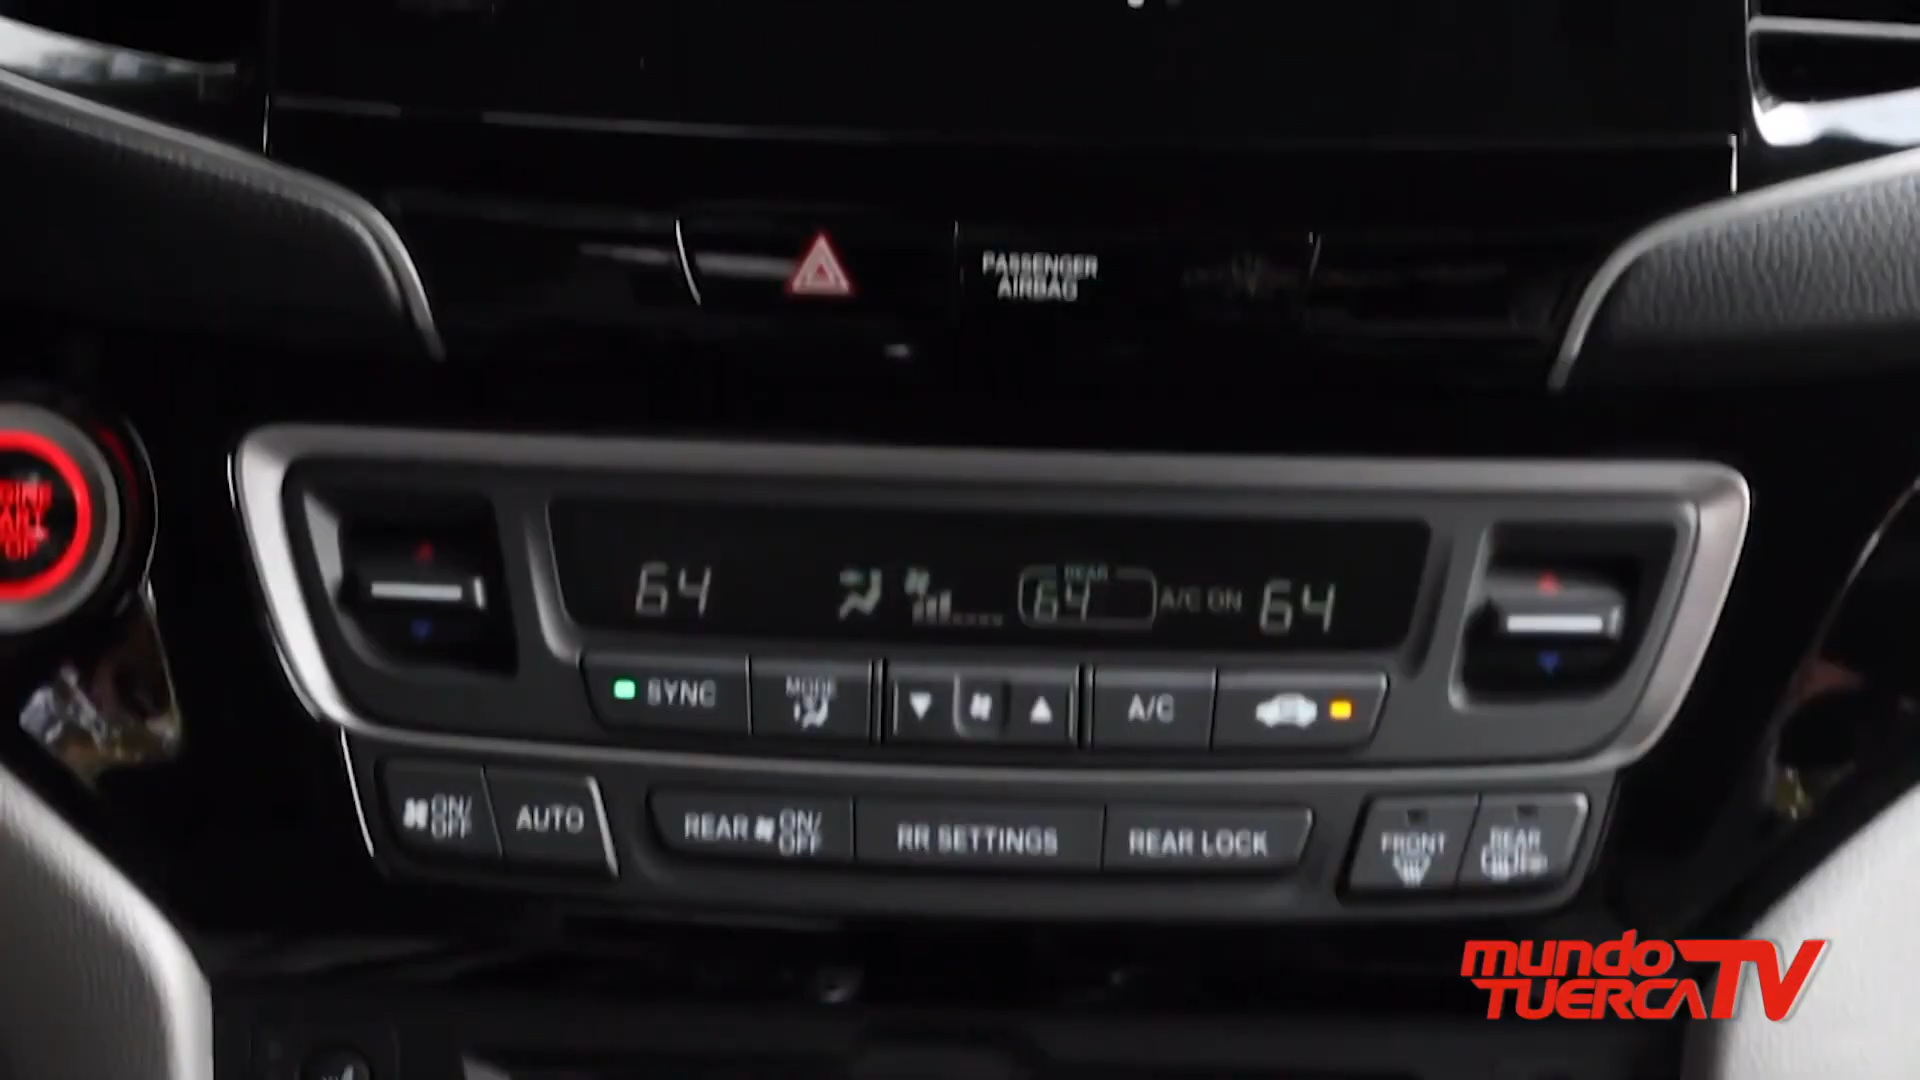 PASSENGER
AIRBAG
64 REAR 64 A/C ON 64
SYNC MODE A/C
ON/
OFF AUTO REAR ON/
OFF RR SETTINGS REAR LOCK FRONT REAR
mundo
TUERCA TV